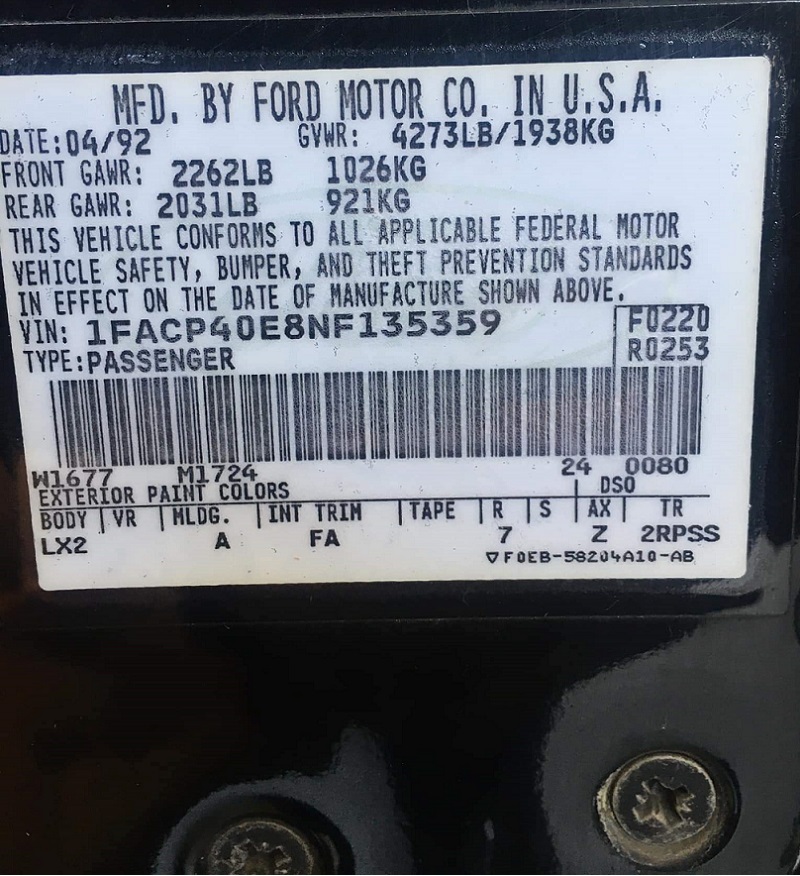 MFD. BY FORD MOTOR CO. IN U.S.A.
DATE: 04/92 GVWR: 4273LB/1938KG
FRONT GAWR: 2262LB 1026KG
REAR GAWR: 2031LB 921KG
THIS VEHICLE CONFORMS TO ALL APPLICABLE FEDERAL MOTOR
VEHICLE SAFETY, BUMPER, AND THEFT PREVENTION STANDARDS
IN EFFECT ON THE DATE OF MANUFACTURE SHOWN ABOVE.
VIN: 1FACP40E8NF135359 F0220
TYPE: PASSENGER R0253
W1677 M1724 24 0080
EXTERIOR PAINT COLORS DSO
BODY VR MLDG. INT TRIM TAPE R S AX TR
LX2 A FA 7 Z 2RPSS
▽F0EB-58204A10-AB